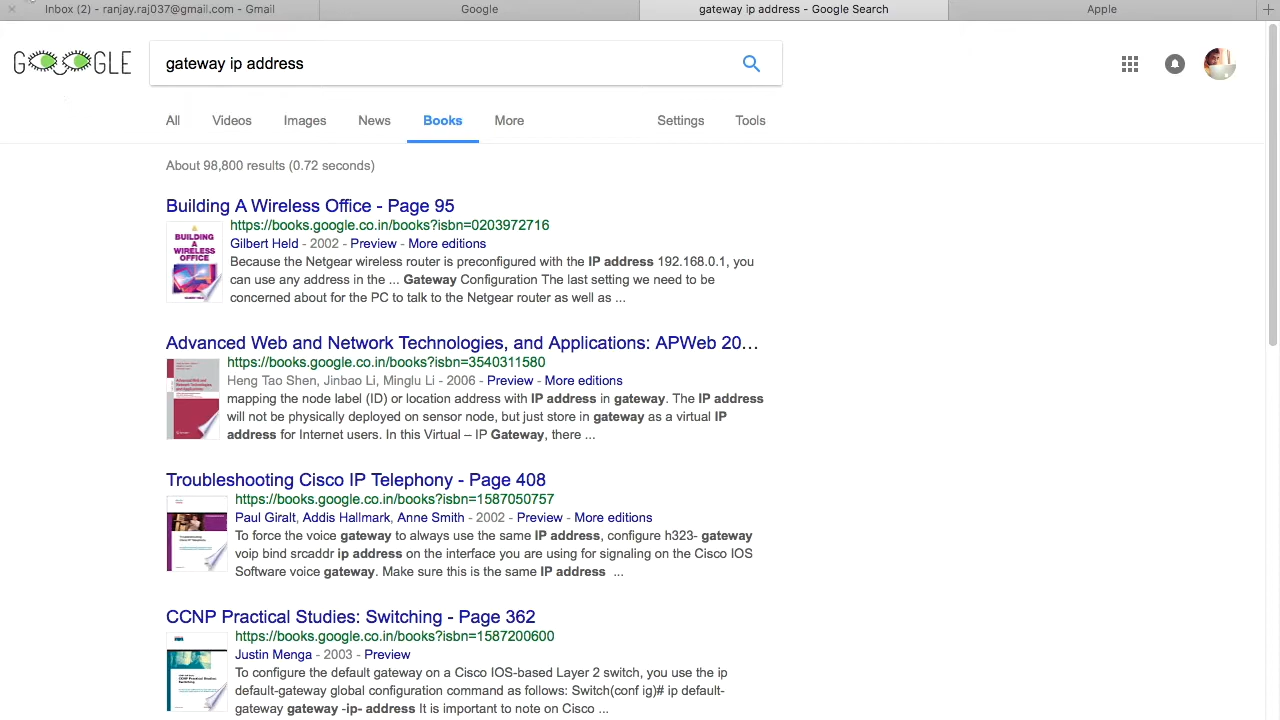 Inbox (2) - ranjay.raj037@gmail.com - Gmail
Google
gateway ip address - Google Search
Apple
GOOGLE
gateway ip address
All
Videos
Images
News
Books
More
Settings
Tools
About 98,800 results (0.72 seconds)
Building A Wireless Office - Page 95
https://books.google.co.in/books?isbn=0203972716
BUILDING
A
WIRELESS
OFFICE
Gilbert Held - 2002 - Preview - More editions
Because the Netgear wireless router is preconfigured with the IP address 192.168.0.1, you
can use any address in the ... Gateway Configuration The last setting we need to be
concerned about for the PC to talk to the Netgear router as well as ...
Advanced Web and Network Technologies, and Applications: APWeb 20…
https://books.google.co.in/books?isbn=3540311580
Heng Tao Shen, Jinbao Li, Minglu Li - 2006 - Preview - More editions
mapping the node label (ID) or location address with IP address in gateway. The IP address
will not be physically deployed on sensor node, but just store in gateway as a virtual IP
address for Internet users. In this Virtual – IP Gateway, there ...
Troubleshooting Cisco IP Telephony - Page 408
https://books.google.co.in/books?isbn=1587050757
Paul Giralt, Addis Hallmark, Anne Smith - 2002 - Preview - More editions
To force the voice gateway to always use the same IP address, configure h323- gateway
voip bind srcaddr ip address on the interface you are using for signaling on the Cisco IOS
Software voice gateway. Make sure this is the same IP address ...
CCNP Practical Studies: Switching - Page 362
https://books.google.co.in/books?isbn=1587200600
Justin Menga - 2003 - Preview
To configure the default gateway on a Cisco IOS-based Layer 2 switch, you use the ip
default-gateway global configuration command as follows: Switch(conf ig)# ip default-
gateway gateway -ip- address It is important to note on Cisco ...